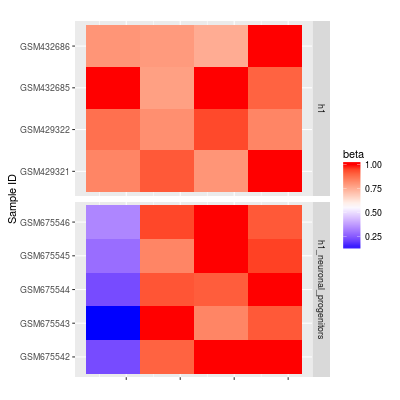 GSM432686
GSM432685
GSM429322
GSM429321
h1
GSM675546
GSM675545
GSM675544
GSM675543
GSM675542
h1_neuronal_progenitors
Sample ID
beta
1.00
0.75
0.50
0.25